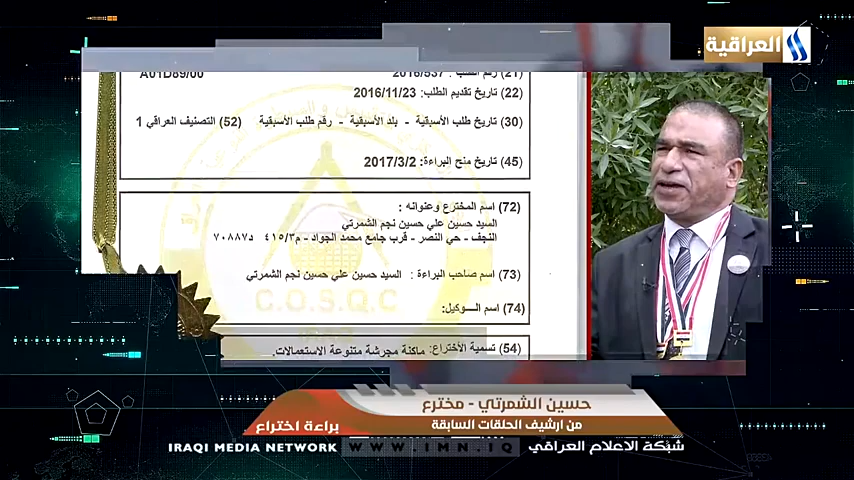 العراقية
(21) رقم الطلب: 2016/537 A01D89/00
(22) تاريخ تقديم الطلب: 2016/11/23
(30) تاريخ طلب الأسبقية - بلد الأسبقية - رقم طلب الأسبقية (52) التصنيف العراقي 1
(45) تاريخ منح البراءة: 2017/3/2
(72) اسم المخترع وعنوانه :
السيد حسين علي حسين نجم الشمرتي
النجف - حي النصر - قرب جامع محمد الجواد - م٤١٥/٣ د٧٠٨٨٧
(73) اسم صاحب البراءة : السيد حسين علي حسين نجم الشمرتي
(74) اسم الـــوكيل:
C.O.S.Q.C
(54) تسمية الأختراع: ماكنة مجرشة متنوعة الاستعمالات.
حسين الشمرتي - مخترع
من ارشيف الحلقات السابقة
براءة اختراع
IRAQI MEDIA NETWORK WWW.IMN.IQ شبكة الاعلام العراقي